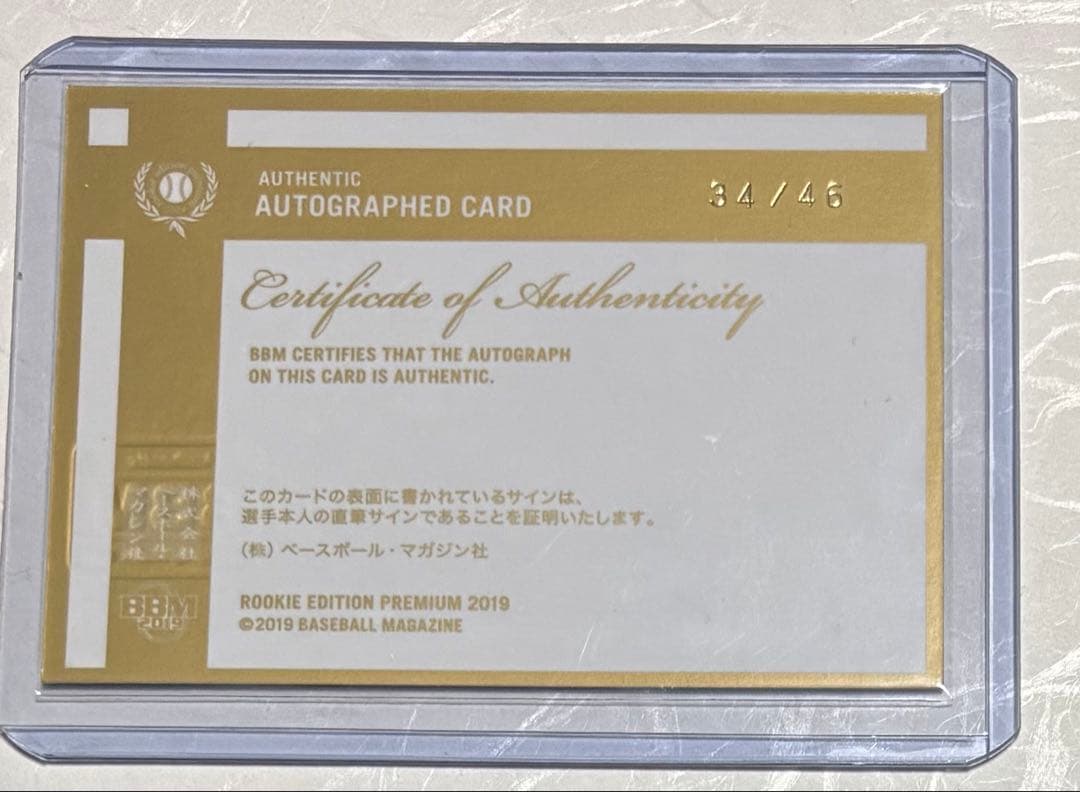 AUTHENTIC
AUTOGRAPHED CARD
34/46
Certificate of Authenticity
BBM CERTIFIES THAT THE AUTOGRAPH
ON THIS CARD IS AUTHENTIC.
このカードの表面に書かれているサインは、
選手本人の直筆サインであることを証明いたします。
(株) ベースボール・マガジン社
ROOKIE EDITION PREMIUM 2019
©2019 BASEBALL MAGAZINE
BBM
2019